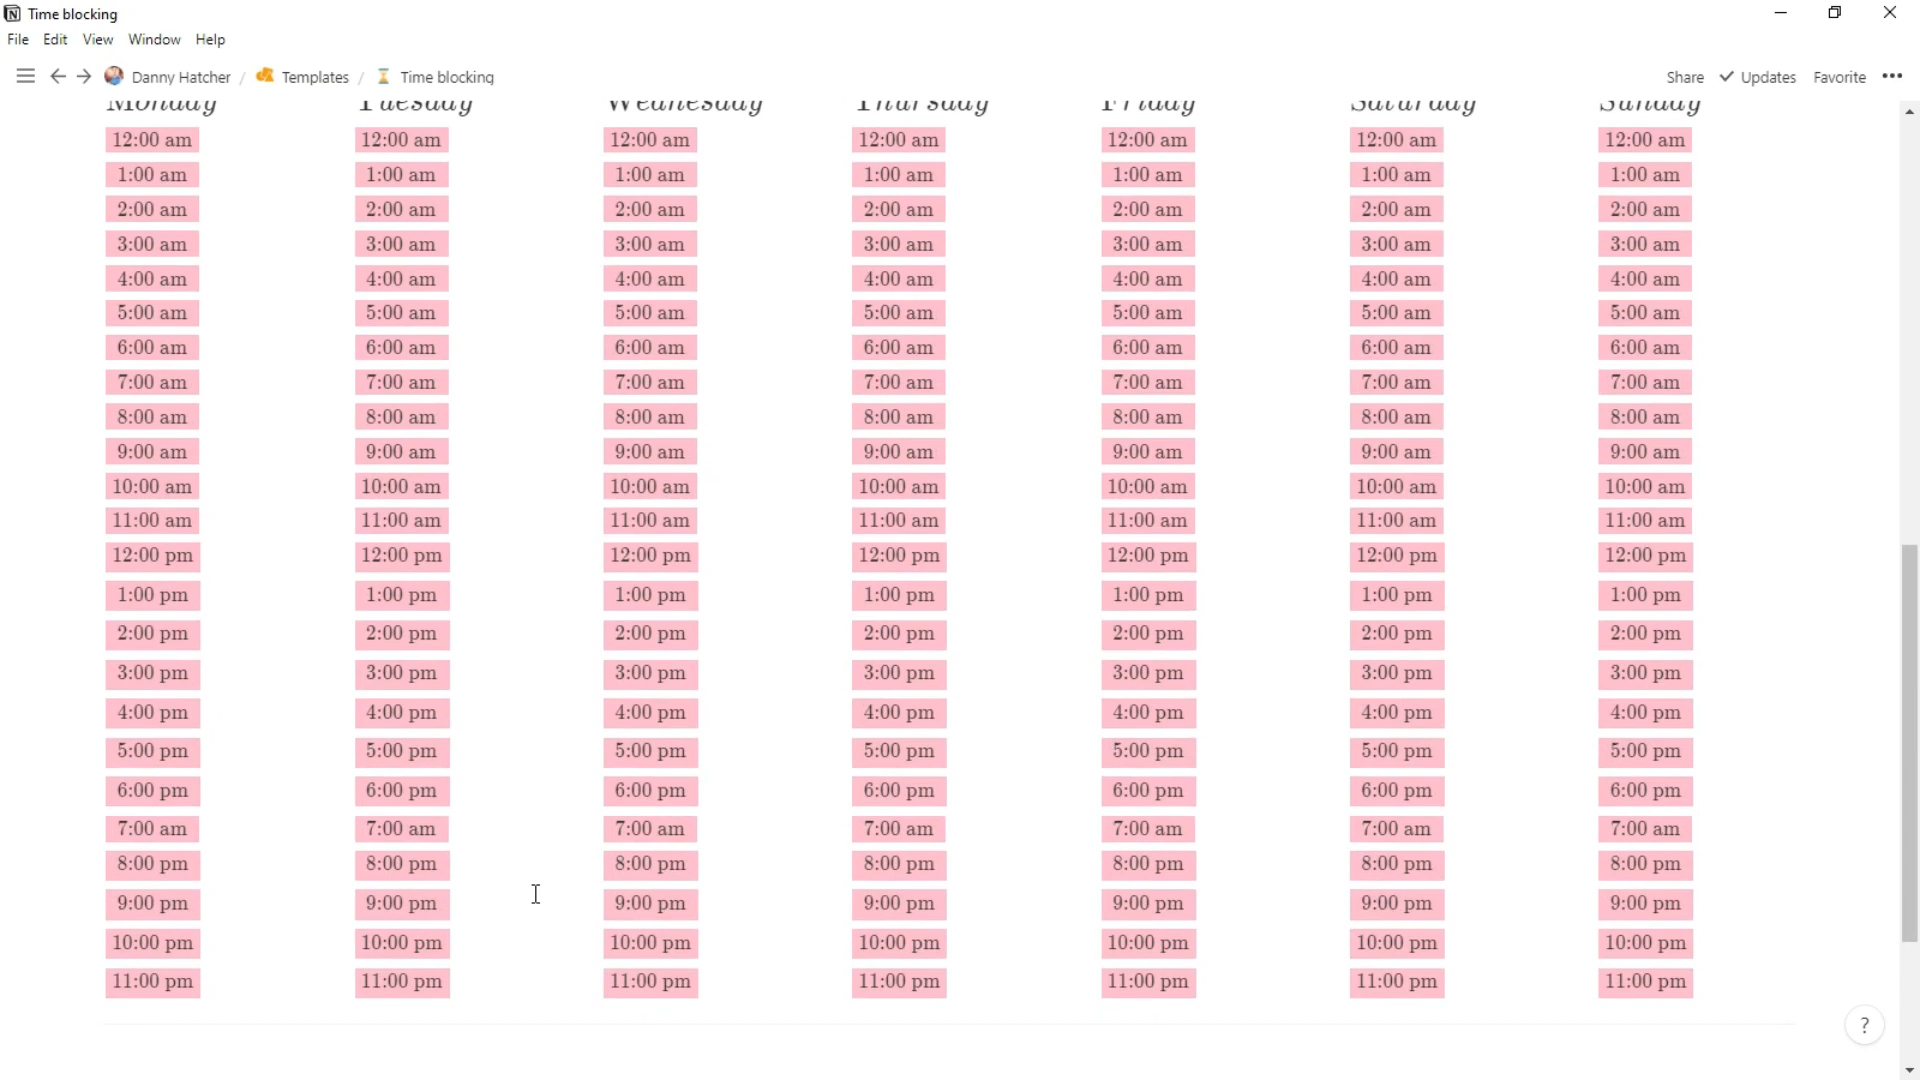 Time blocking
File Edit View Window Help
Danny Hatcher / Templates / Time blocking Share Updates Favorite
Monday Tuesday Wednesday Thursday Friday Saturday Sunday
12:00 am 12:00 am 12:00 am 12:00 am 12:00 am 12:00 am 12:00 am
1:00 am 1:00 am 1:00 am 1:00 am 1:00 am 1:00 am 1:00 am
2:00 am 2:00 am 2:00 am 2:00 am 2:00 am 2:00 am 2:00 am
3:00 am 3:00 am 3:00 am 3:00 am 3:00 am 3:00 am 3:00 am
4:00 am 4:00 am 4:00 am 4:00 am 4:00 am 4:00 am 4:00 am
5:00 am 5:00 am 5:00 am 5:00 am 5:00 am 5:00 am 5:00 am
6:00 am 6:00 am 6:00 am 6:00 am 6:00 am 6:00 am 6:00 am
7:00 am 7:00 am 7:00 am 7:00 am 7:00 am 7:00 am 7:00 am
8:00 am 8:00 am 8:00 am 8:00 am 8:00 am 8:00 am 8:00 am
9:00 am 9:00 am 9:00 am 9:00 am 9:00 am 9:00 am 9:00 am
10:00 am 10:00 am 10:00 am 10:00 am 10:00 am 10:00 am 10:00 am
11:00 am 11:00 am 11:00 am 11:00 am 11:00 am 11:00 am 11:00 am
12:00 pm 12:00 pm 12:00 pm 12:00 pm 12:00 pm 12:00 pm 12:00 pm
1:00 pm 1:00 pm 1:00 pm 1:00 pm 1:00 pm 1:00 pm 1:00 pm
2:00 pm 2:00 pm 2:00 pm 2:00 pm 2:00 pm 2:00 pm 2:00 pm
3:00 pm 3:00 pm 3:00 pm 3:00 pm 3:00 pm 3:00 pm 3:00 pm
4:00 pm 4:00 pm 4:00 pm 4:00 pm 4:00 pm 4:00 pm 4:00 pm
5:00 pm 5:00 pm 5:00 pm 5:00 pm 5:00 pm 5:00 pm 5:00 pm
6:00 pm 6:00 pm 6:00 pm 6:00 pm 6:00 pm 6:00 pm 6:00 pm
7:00 am 7:00 am 7:00 am 7:00 am 7:00 am 7:00 am 7:00 am
8:00 pm 8:00 pm 8:00 pm 8:00 pm 8:00 pm 8:00 pm 8:00 pm
9:00 pm 9:00 pm 9:00 pm 9:00 pm 9:00 pm 9:00 pm 9:00 pm
10:00 pm 10:00 pm 10:00 pm 10:00 pm 10:00 pm 10:00 pm 10:00 pm
11:00 pm 11:00 pm 11:00 pm 11:00 pm 11:00 pm 11:00 pm 11:00 pm
?